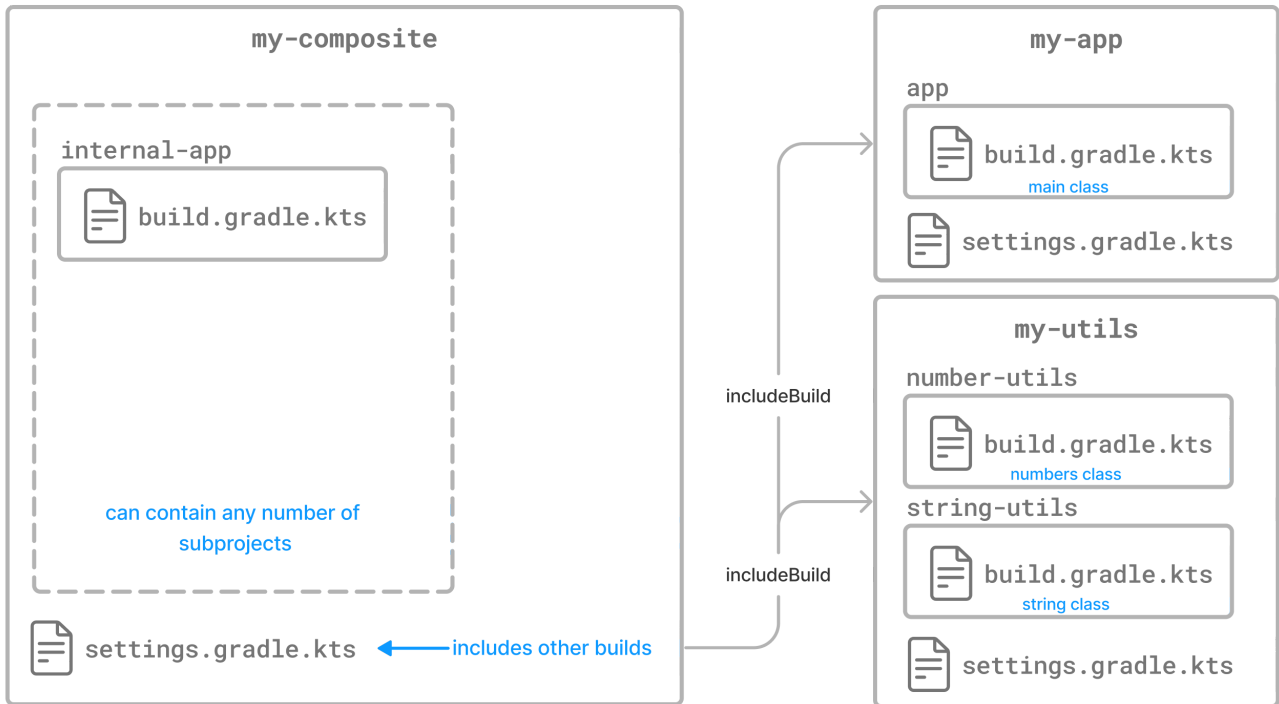 my-composite
internal-app
build.gradle.kts
can contain any number of
subprojects
settings.gradle.kts
includes other builds
includeBuild
includeBuild
my-app
app
build.gradle.kts
main class
settings.gradle.kts
my-utils
number-utils
build.gradle.kts
numbers class
string-utils
build.gradle.kts
string class
settings.gradle.kts